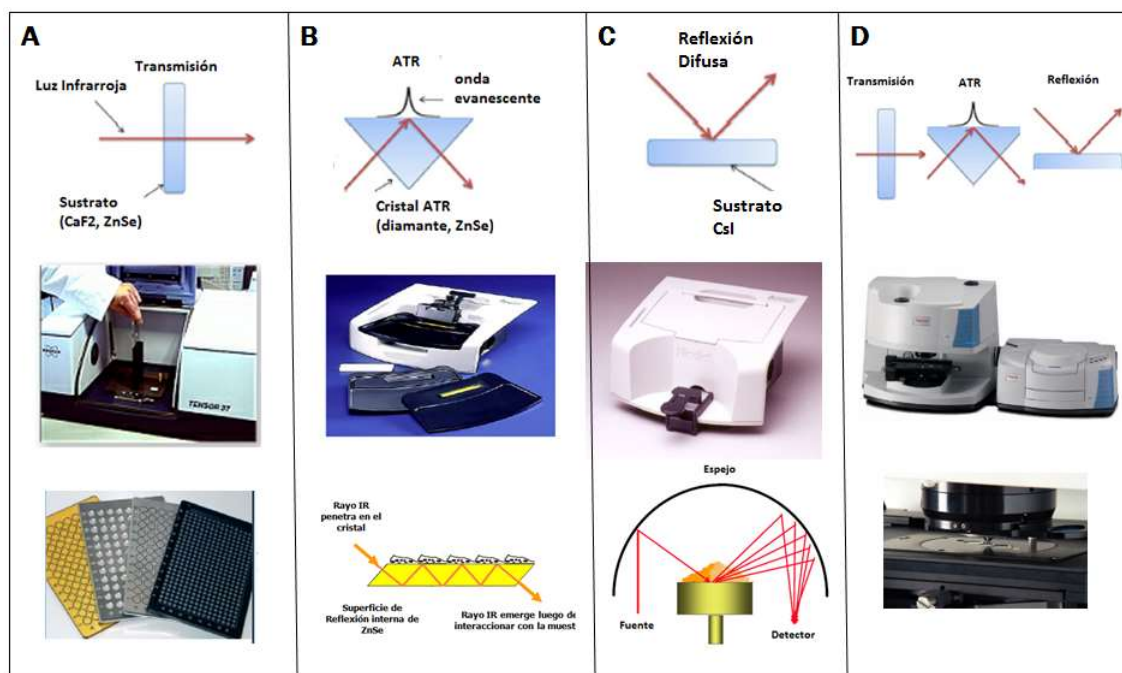 A
Transmisión
Luz Infrarroja
Sustrato
(CaF2, ZnSe)
TENSOR 27
B
ATR
onda
evanescente
Cristal ATR
(diamante, ZnSe)
Rayo IR
penetra en el
cristal
Superficie de
Reflexión interna de
ZnSe
Rayo IR emerge luego de
interaccionar con la muest
C
Reflexión
Difusa
Sustrato
CsI
Espejo
Fuente
Detector
D
Transmisión
ATR
Reflexión